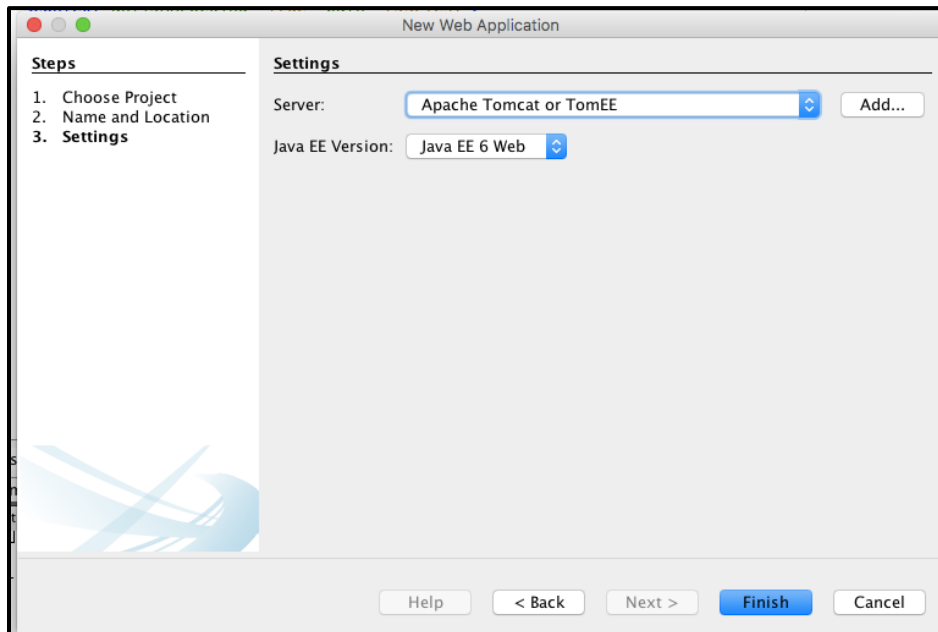 New Web Application
Steps
1. Choose Project
2. Name and Location
3. Settings
Settings
Server: Apache Tomcat or TomEE Add...
Java EE Version: Java EE 6 Web
Help < Back Next > Finish Cancel